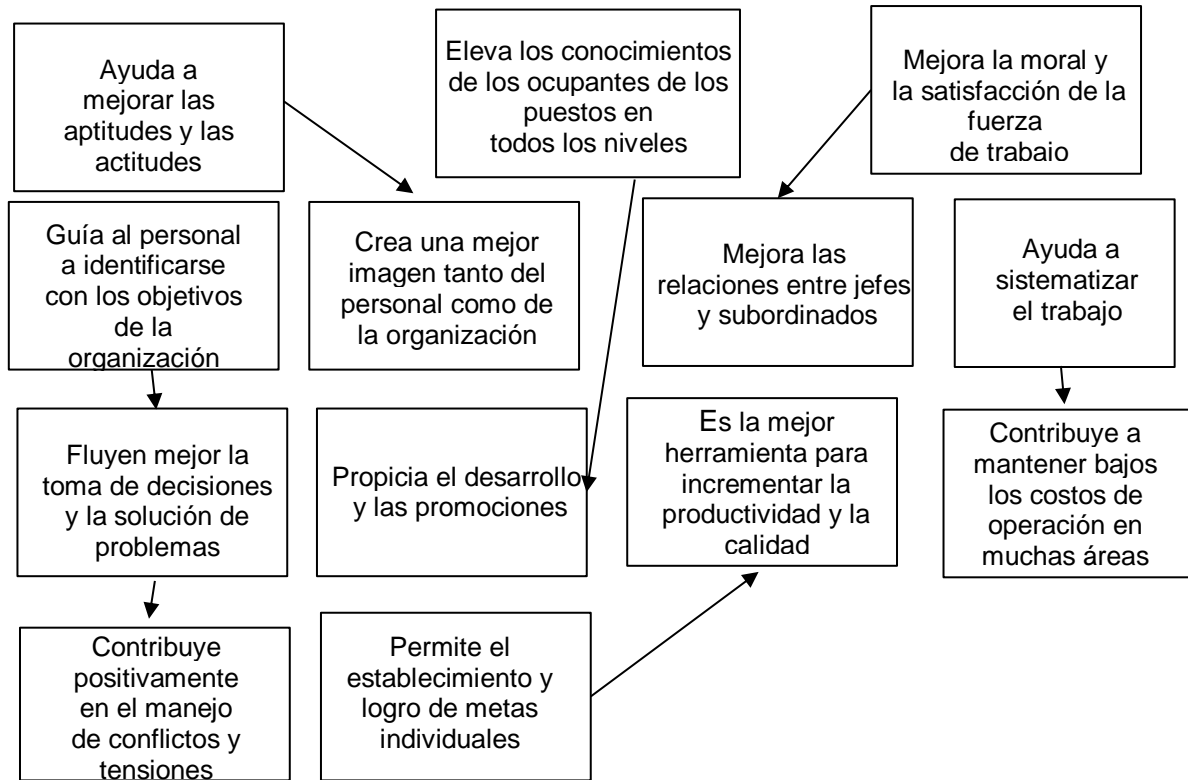 Ayuda a
mejorar las
aptitudes y las
actitudes
Eleva los conocimientos
de los ocupantes de los
puestos en
todos los niveles
Mejora la moral y
la satisfacción de la
fuerza
de trabajo
Guía al personal
a identificarse
con los objetivos
de la
organización
Crea una mejor
imagen tanto del
personal como de
la organización
Mejora las
relaciones entre jefes
y subordinados
Ayuda a
sistematizar
el trabajo
Fluyen mejor la
toma de decisiones
y la solución de
problemas
Propicia el desarrollo
y las promociones
Es la mejor
herramienta para
incrementar la
productividad y la
calidad
Contribuye a
mantener bajos
los costos de
operación en
muchas áreas
Contribuye
positivamente
en el manejo
de conflictos y
tensiones
Permite el
establecimiento y
logro de metas
individuales